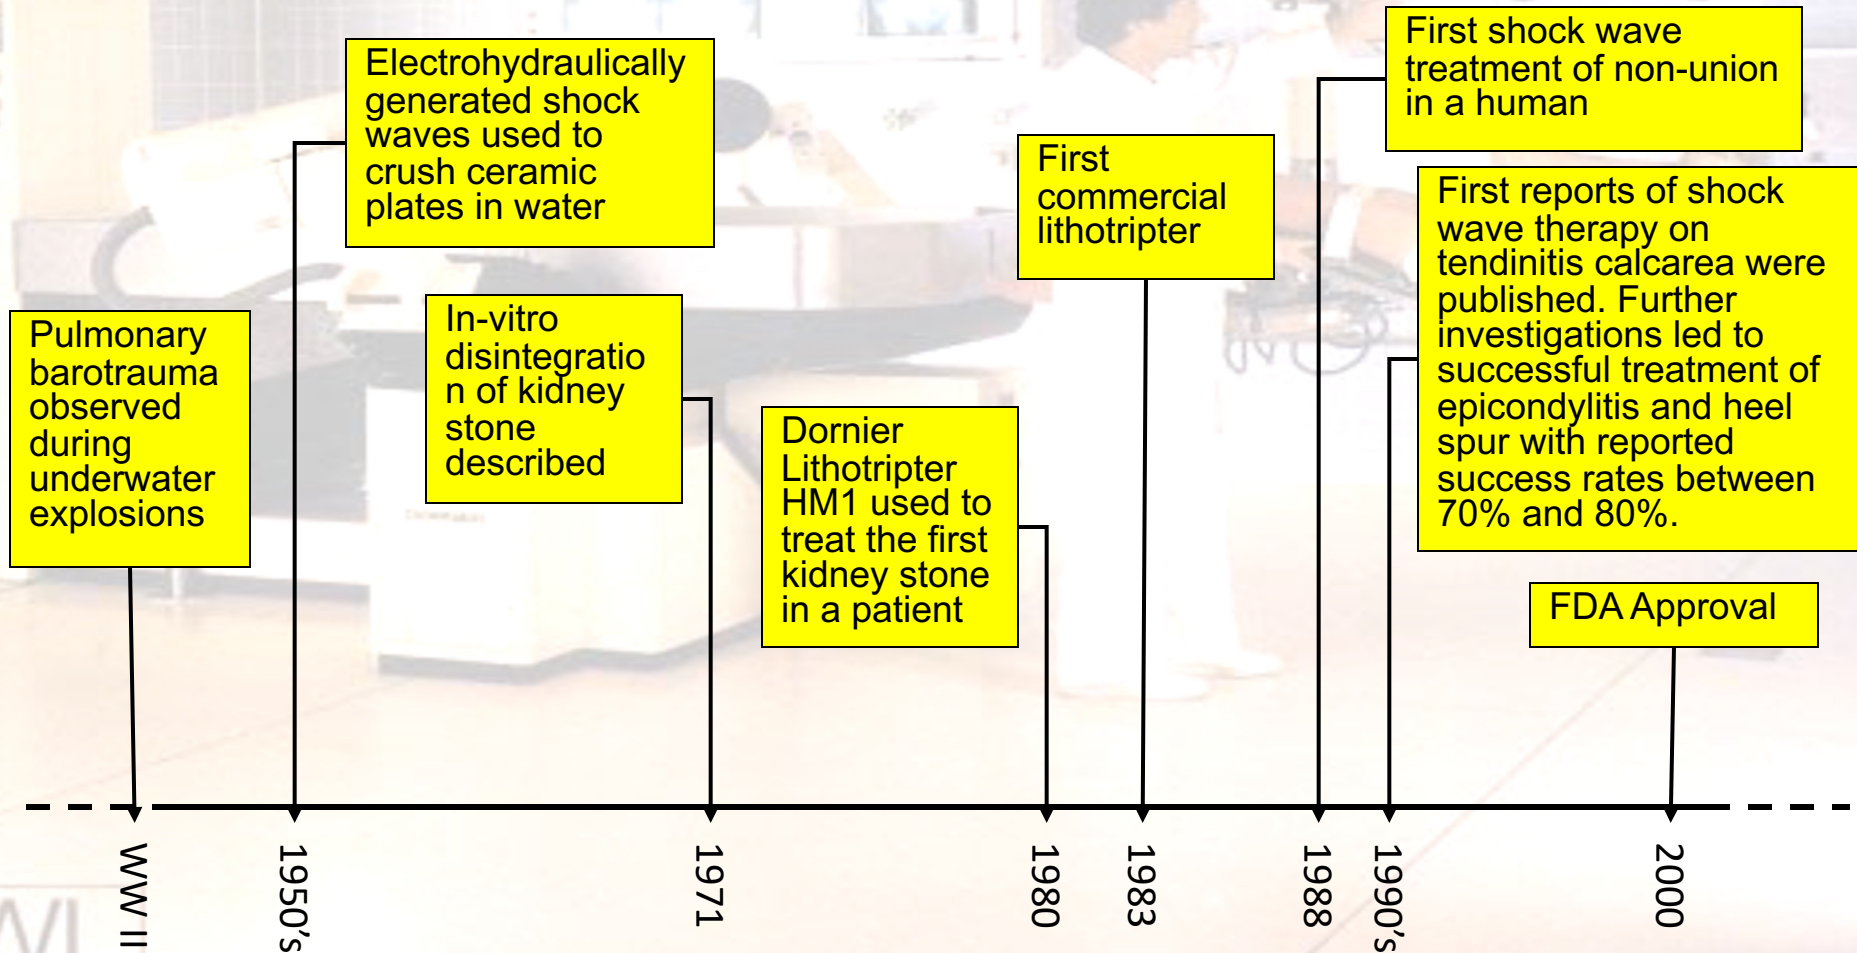 Pulmonary
barotrauma
observed
during
underwater
explosions
Electrohydraulically
generated shock
waves used to
crush ceramic
plates in water
In-vitro
disintegratio
n of kidney
stone
described
Dornier
Lithotripter
HM1 used to
treat the first
kidney stone
in a patient
First
commercial
lithotripter
First shock wave
treatment of non-union
in a human
First reports of shock
wave therapy on
tendinitis calcarea were
published. Further
investigations led to
successful treatment of
epicondylitis and heel
spur with reported
success rates between
70% and 80%.
FDA Approval
WW II
1950's
1971
1980
1983
1988
1990's
2000